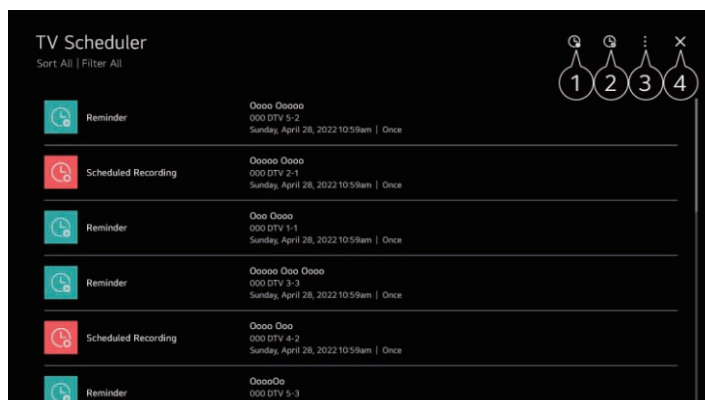 TV Scheduler
Sort All | Filter All
1 2 3 4
Reminder
Oooo Ooooo
000 DTV 5-2
Sunday, April 28, 2022 10:59am | Once
Scheduled Recording
Ooooo Oooo
000 DTV 2-1
Sunday, April 28, 2022 10:59am | Once
Reminder
Ooo Oooo
000 DTV 1-1
Sunday, April 28, 2022 10:59am | Once
Reminder
Ooooo Ooo Oooo
000 DTV 3-3
Sunday, April 28, 2022 10:59am | Once
Scheduled Recording
Oooo Ooo
000 DTV 4-2
Sunday, April 28, 2022 10:59am | Once
Reminder
OoooOo
000 DTV 5-3